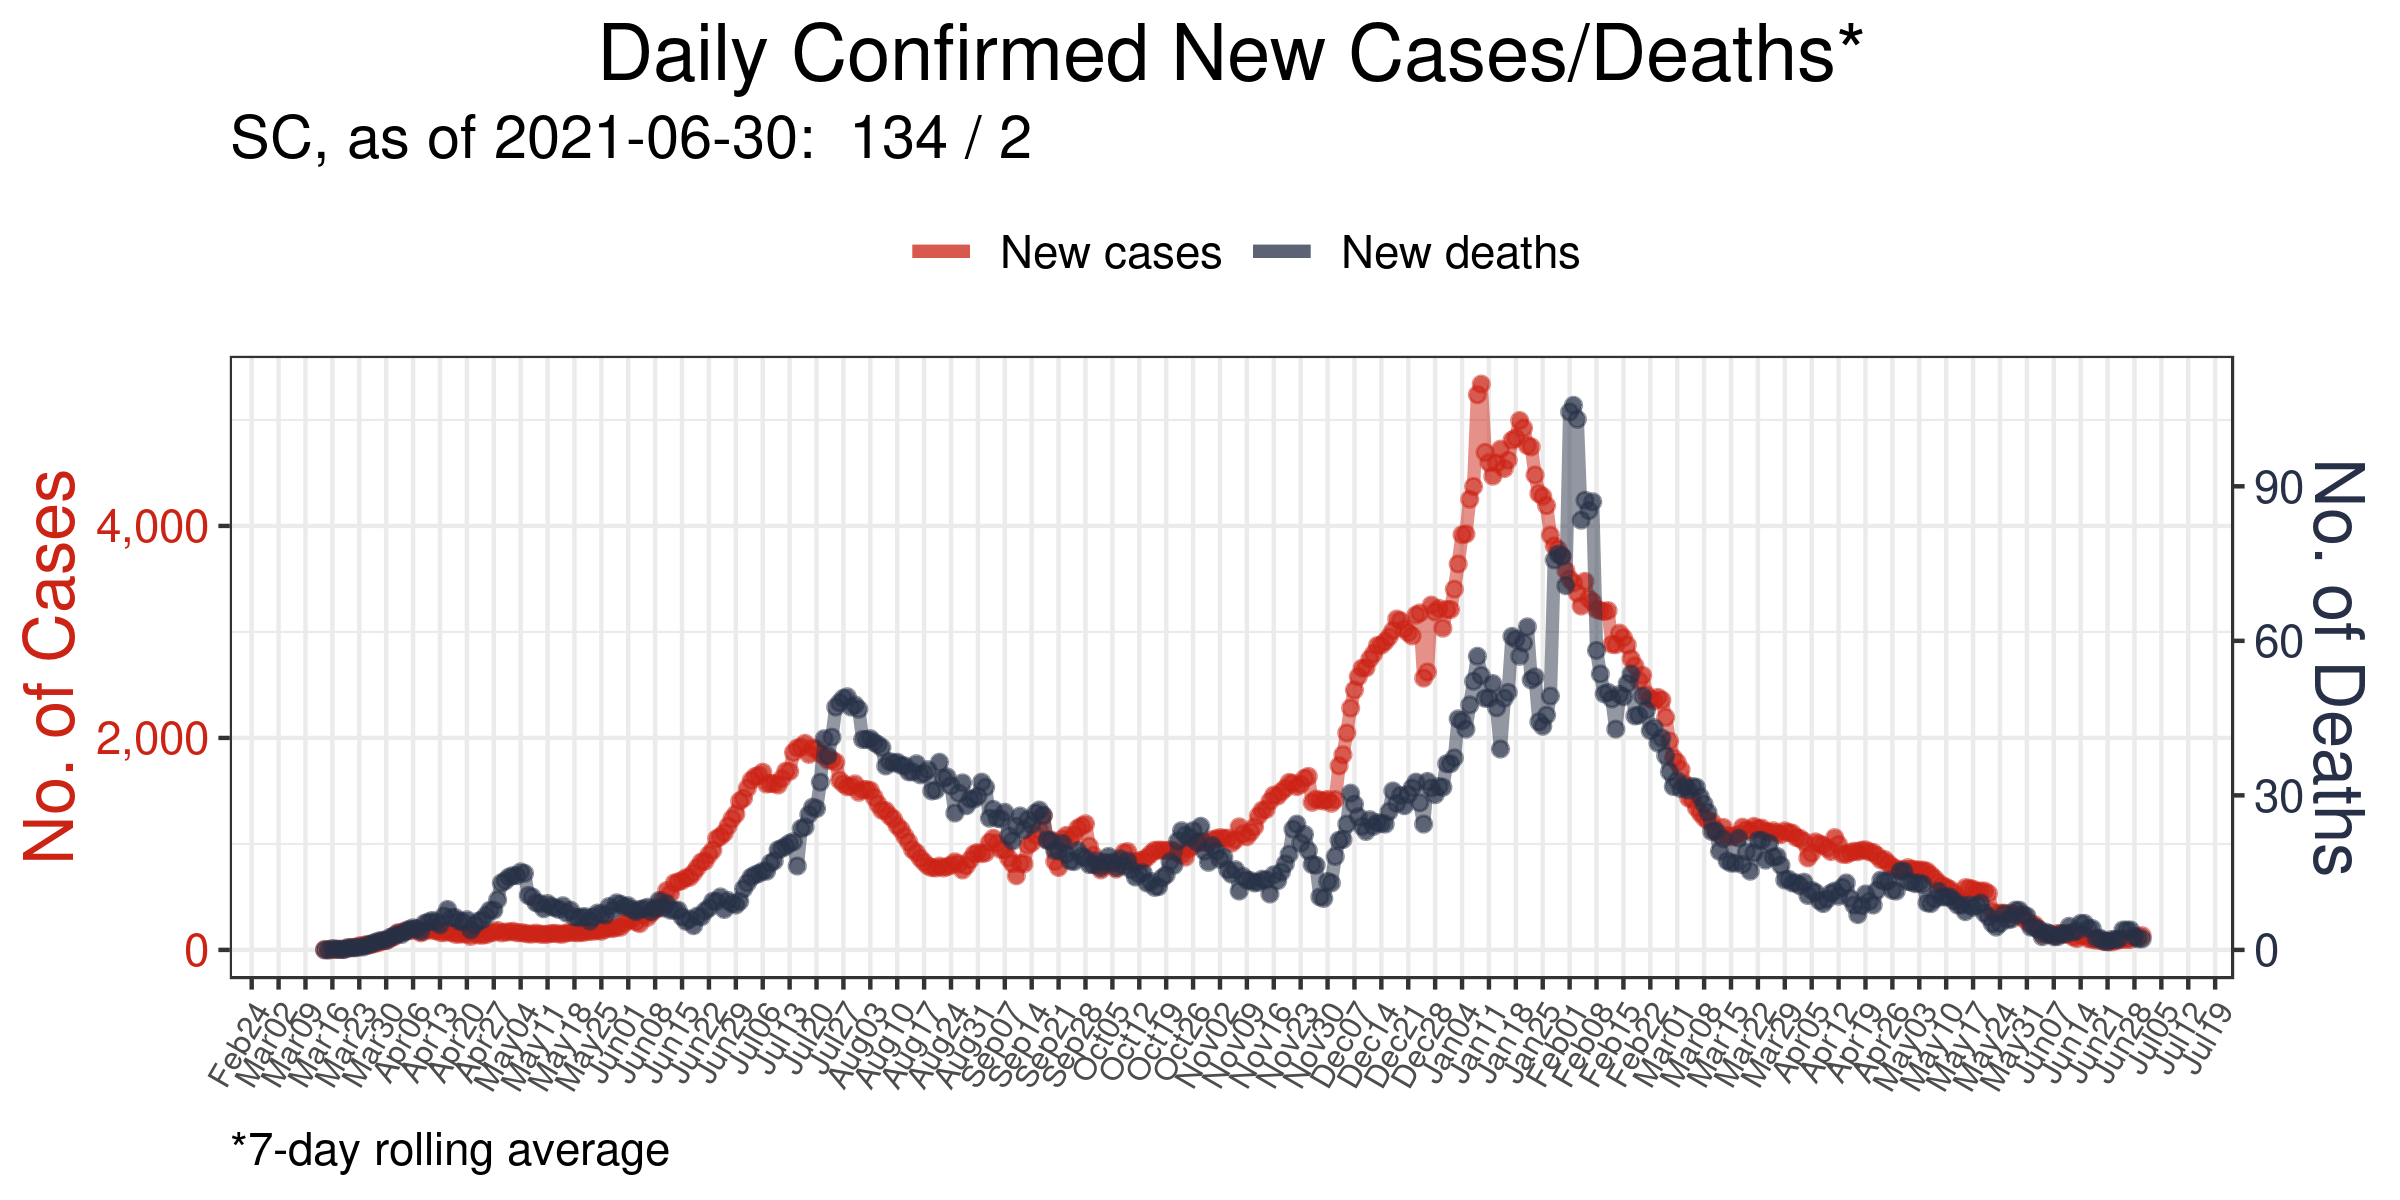 Daily Confirmed New Cases/Deaths*
SC, as of 2021-06-30:  134 / 2
New cases
New deaths
No. of Cases
4,000
2,000
0
90
60
30
0
No. of Deaths
Feb24
Mar02
Mar09
Mar16
Mar23
Mar30
Apr06
Apr13
Apr20
Apr27
May04
May11
May18
May25
Jun01
Jun08
Jun15
Jun22
Jun29
Jul06
Jul13
Jul20
Jul27
Aug03
Aug10
Aug17
Aug24
Aug31
Sep07
Sep14
Sep21
Sep28
Oct05
Oct12
Oct19
Oct26
Nov02
Nov09
Nov16
Nov23
Nov30
Dec07
Dec14
Dec21
Dec28
Jan04
Jan11
Jan18
Jan25
Feb01
Feb08
Feb15
Feb22
Mar01
Mar08
Mar15
Mar22
Mar29
Apr05
Apr12
Apr19
Apr26
May03
May10
May17
May24
May31
Jun07
Jun14
Jun21
Jun28
Jul05
Jul12
Jul19
*7-day rolling average